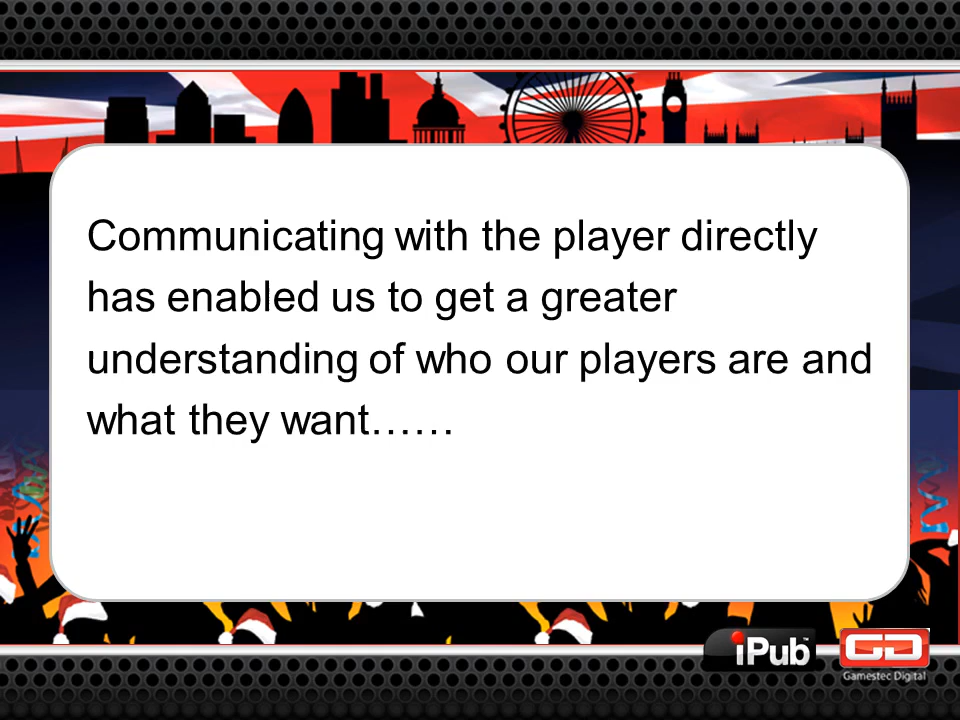 Communicating with the player directly
has enabled us to get a greater
understanding of who our players are and
what they want……
iPub™
GD
Gamestec Digital